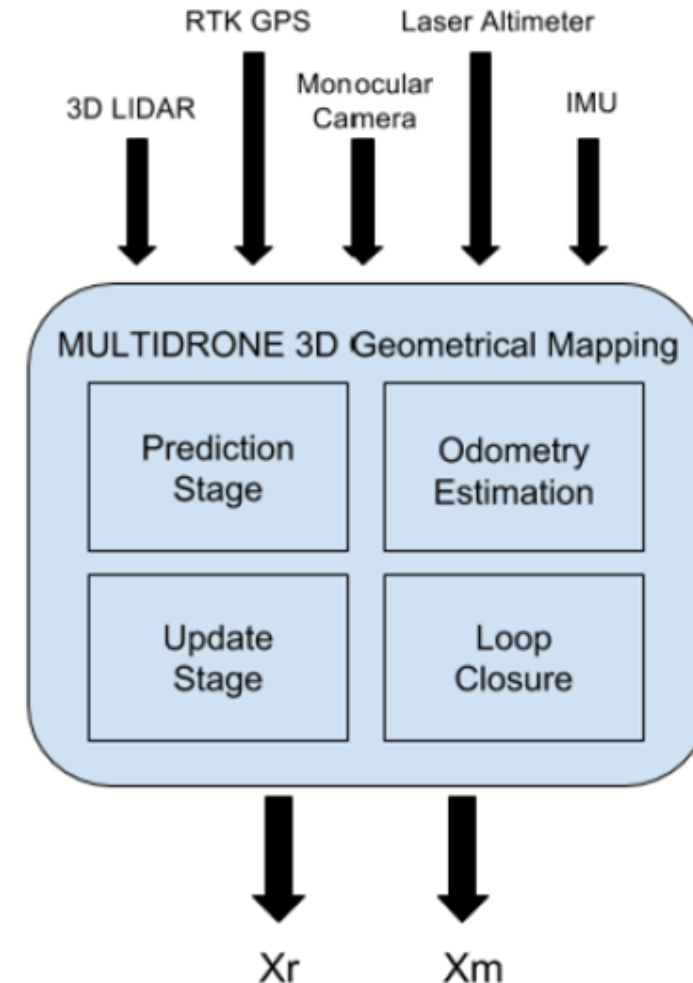 RTK GPS
Laser Altimeter
3D LIDAR
Monocular
Camera
IMU
MULTIDRONE 3D Geometrical Mapping
Prediction
Stage
Odometry
Estimation
Update
Stage
Loop
Closure
Xr
Xm